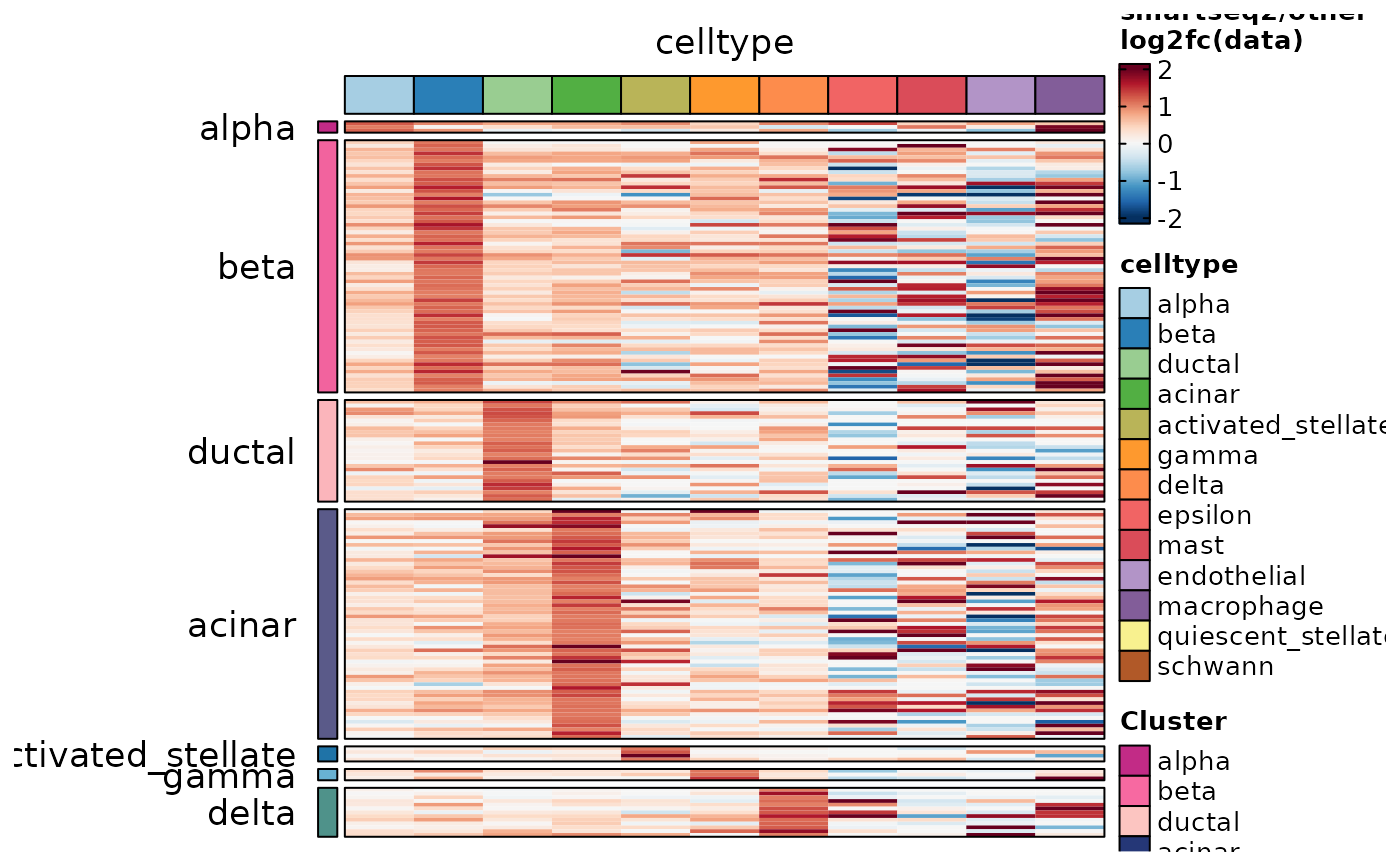 celltype
alpha
beta
ductal
acinar
ctivated_stellate
gamma
delta
smartseq2/other
log2fc(data)
2
1
0
-1
-2
celltype
alpha
beta
ductal
acinar
activated_stellate
gamma
delta
epsilon
mast
endothelial
macrophage
quiescent_stellate
schwann
Cluster
alpha
beta
ductal
acinar